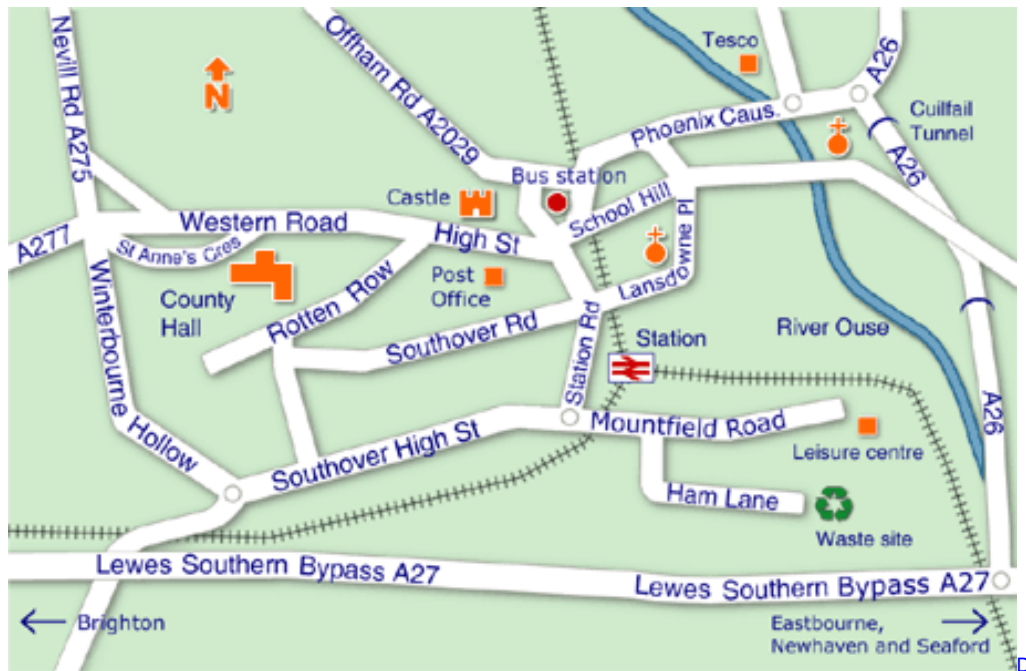 Nevill Rd A275
Offham Rd A2029
Tesco
A26
N
Phoenix Caus.
Cuilfail
Tunnel
A26
Bus station
Castle
School Hill
Western Road
High St
A277
St Anne's Cres
Lansdowne Pl
County
Hall
Post
Office
Rotten Row
Winterbourne Hollow
Southover Rd
Station Rd
Station
River Ouse
A26
Mountfield Road
Southover High St
Leisure centre
Ham Lane
Waste site
Lewes Southern Bypass A27
Lewes Southern Bypass A27
Brighton
Eastbourne,
Newhaven and Seaford
D